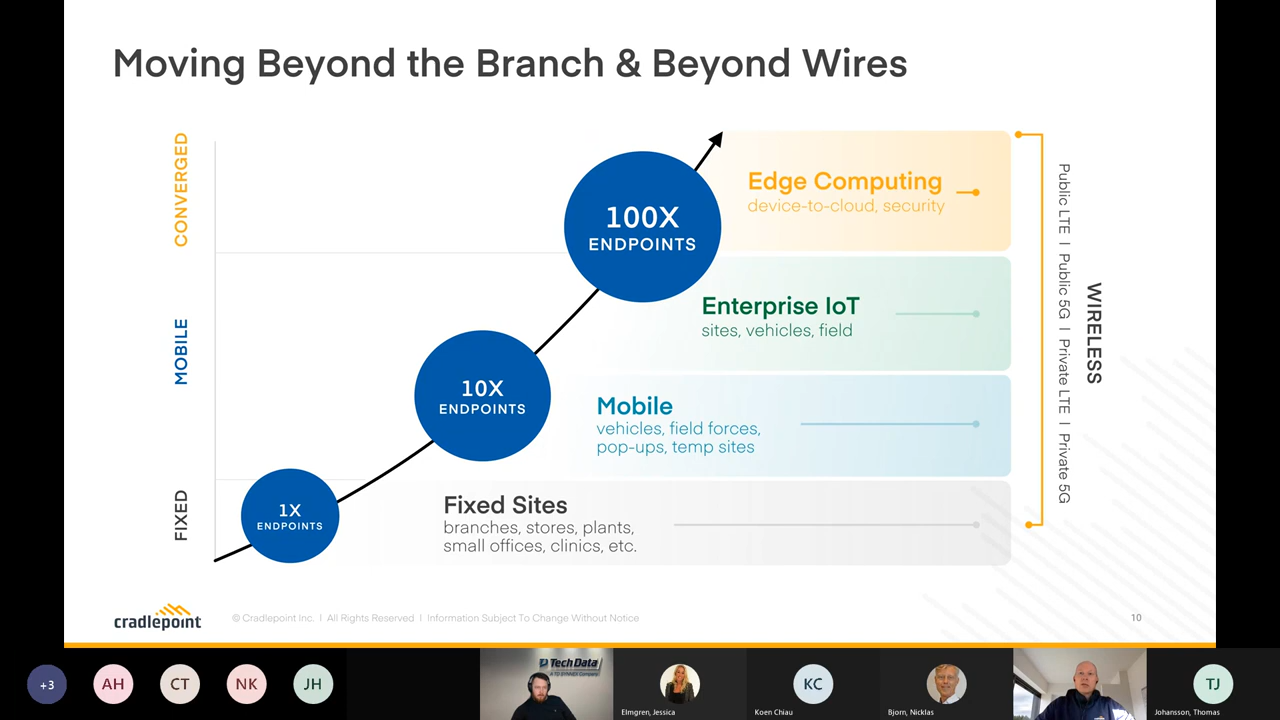 Moving Beyond the Branch & Beyond Wires
CONVERGED
MOBILE
FIXED
100X
ENDPOINTS
10X
ENDPOINTS
1X
ENDPOINTS
Edge Computing
device-to-cloud, security
Enterprise IoT
sites, vehicles, field
Mobile
vehicles, field forces,
pop-ups, temp sites
Fixed Sites
branches, stores, plants,
small offices, clinics, etc.
Public LTE | Public 5G | Private LTE | Private 5G
WIRELESS
cradlepoint
© Cradlepoint Inc. | All Rights Reserved | Information Subject To Change Without Notice
10
+3
AH
CT
NK
JH
Tech Data
A TD SYNNEX Company
Elmgren, Jessica
KC
Koen Chiau
Bjorn, Nicklas
TJ
Johansson, Thomas